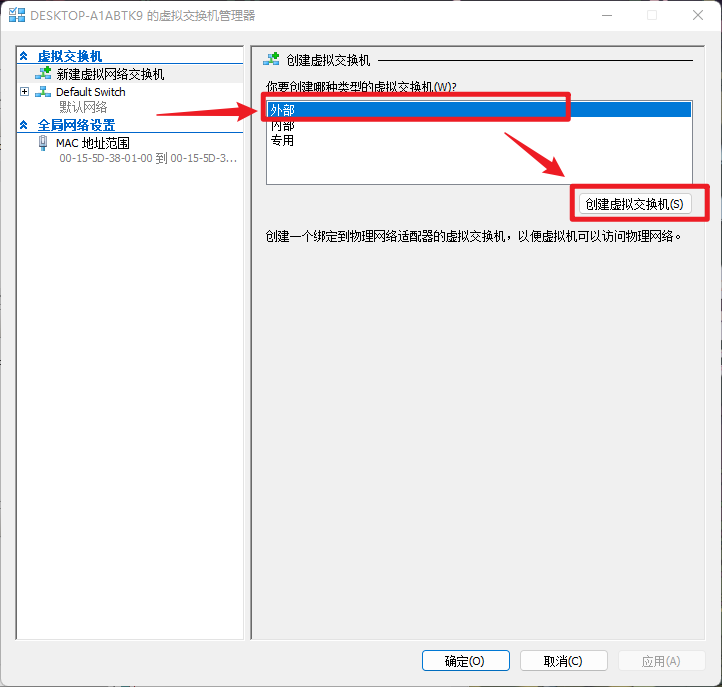 DESKTOP-A1ABTK9 的虚拟交换机管理器
虚拟交换机
新建虚拟网络交换机
Default Switch
默认网络
全局网络设置
MAC 地址范围
00-15-5D-38-01-00 到 00-15-5D-3...
创建虚拟交换机
你要创建哪种类型的虚拟交换机(W)?
外部
内部
专用
创建虚拟交换机(S)
创建一个绑定到物理网络适配器的虚拟交换机，以便虚拟机可以访问物理网络。
确定(O)
取消(C)
应用(A)